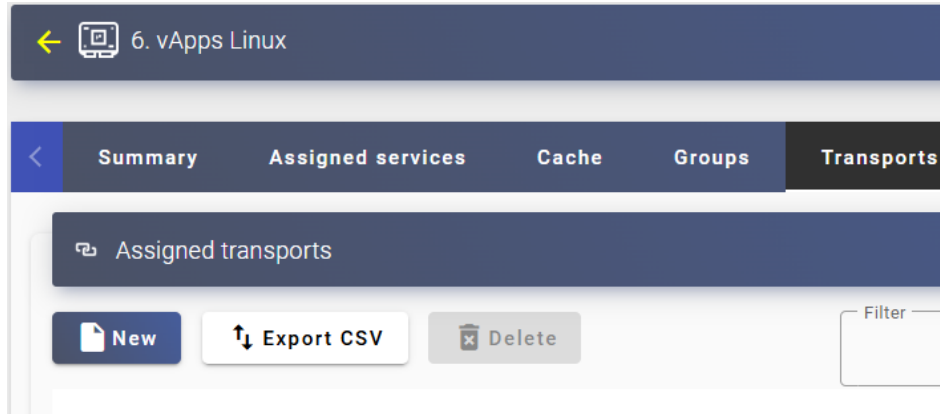 6. vApps Linux
Summary Assigned services Cache Groups Transports
Assigned transports
New Export CSV Delete Filter